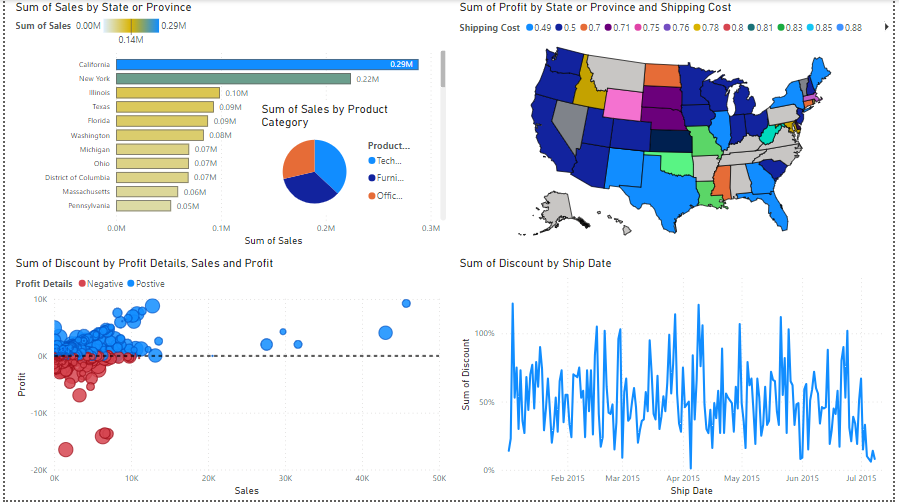 Sum of Sales by State or Province
Sum of Sales 0.00M 0.29M
0.14M
California 0.29M
New York 0.22M
Illinois 0.10M
Texas 0.09M
Florida 0.09M
Washington 0.08M
Michigan 0.07M
Ohio 0.07M
District of Columbia 0.07M
Massachusetts 0.06M
Pennsylvania 0.05M
0.0M 0.1M 0.2M 0.3M
Sum of Sales
Sum of Sales by Product
Category
Product...
Tech...
Furni...
Offic...
Sum of Profit by State or Province and Shipping Cost
Shipping Cost 0.49 0.5 0.7 0.71 0.75 0.76 0.78 0.8 0.81 0.83 0.85 0.88
Sum of Discount by Profit Details, Sales and Profit
Profit Details Negative Postive
10K
0K
-10K
-20K
Profit
0K 10K 20K 30K 40K 50K
Sales
Sum of Discount by Ship Date
100%
50%
0%
Sum of Discount
Feb 2015 Mar 2015 Apr 2015 May 2015 Jun 2015 Jul 2015
Ship Date